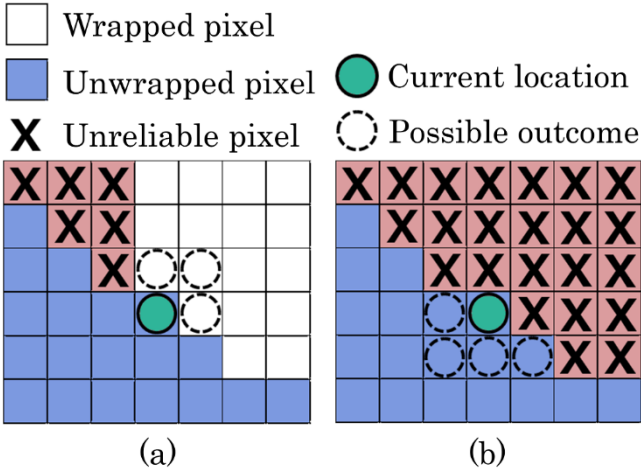 Wrapped pixel
Unwrapped pixel
Unreliable pixel
Current location
Possible outcome
(a)
(b)